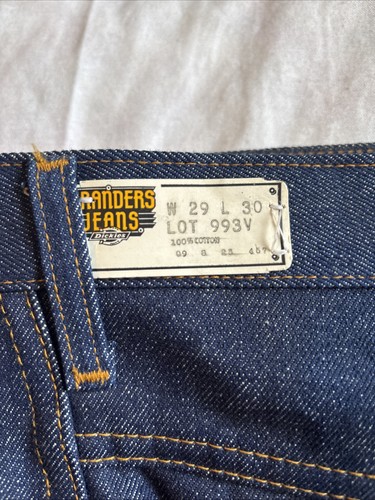 RANDERS
JEANS
Dickies
W 29 L 30
LOT 993V
100% COTTON